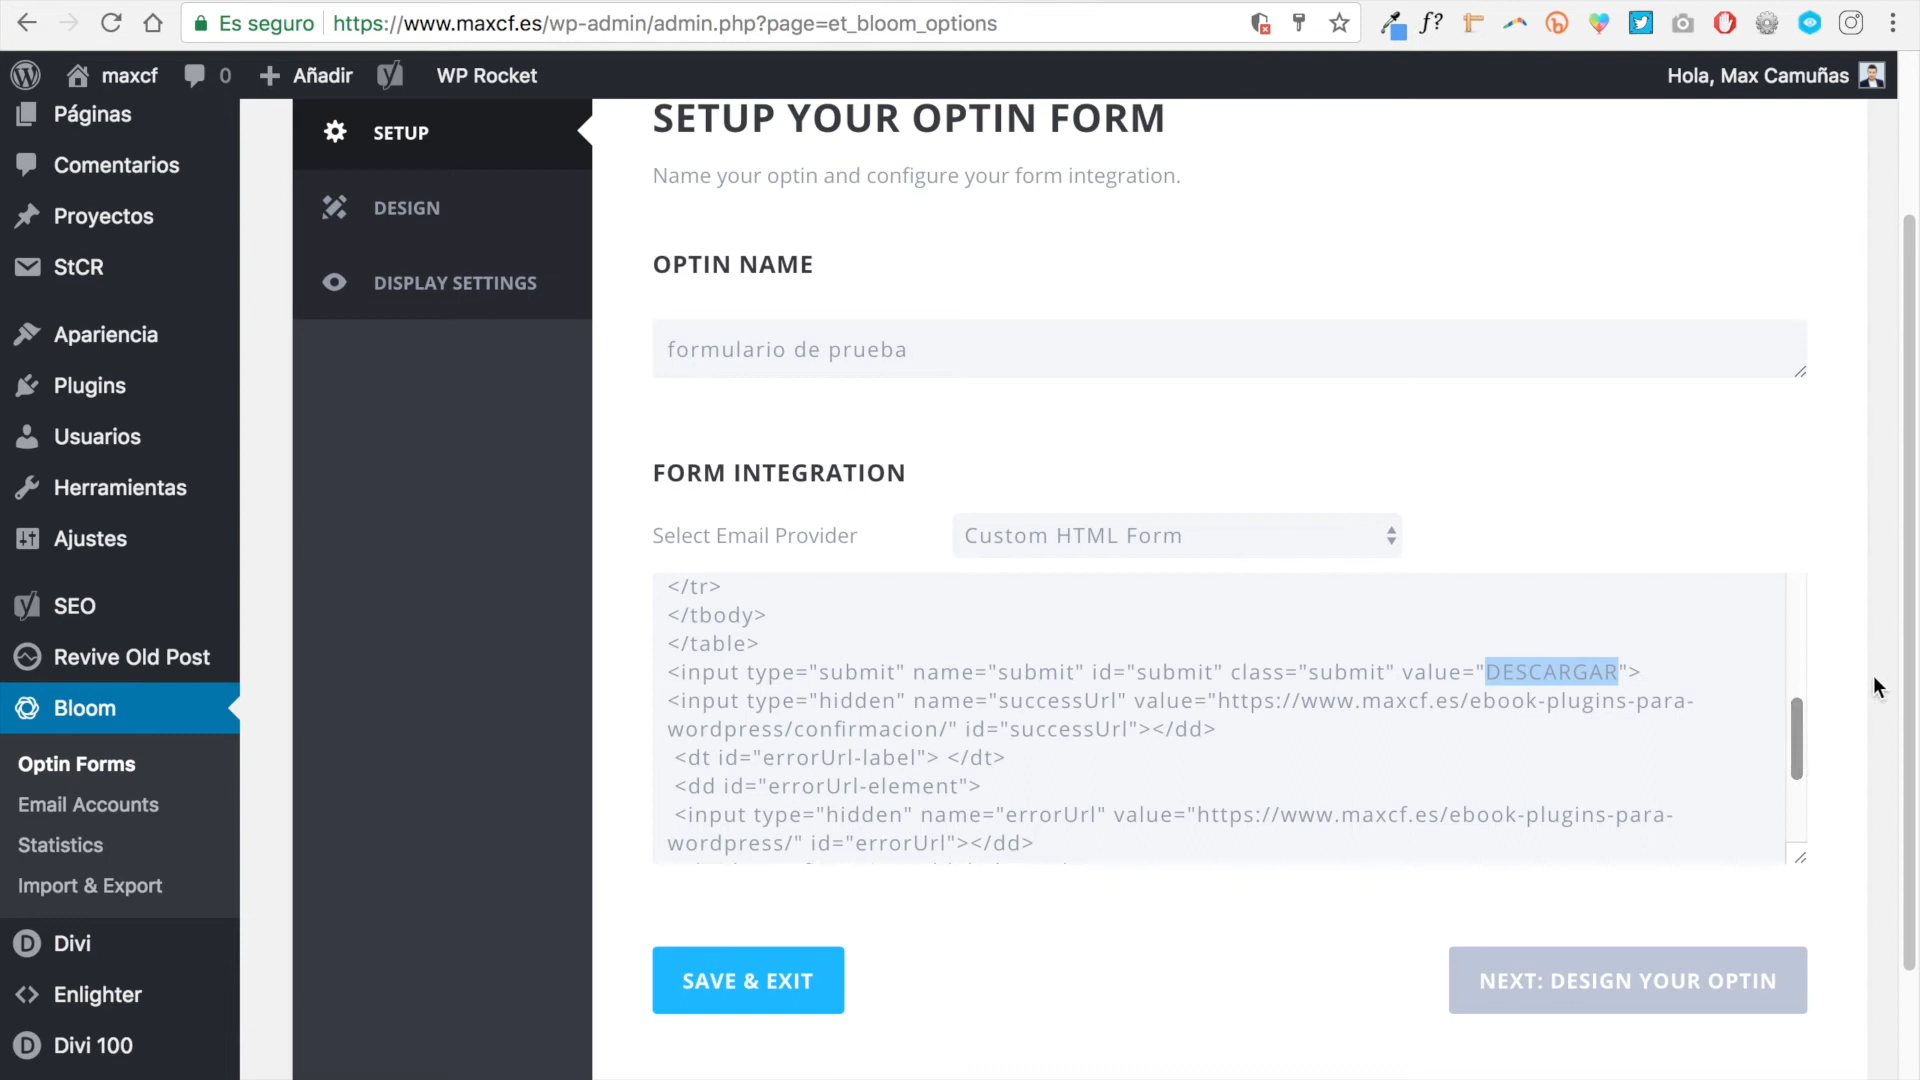 Es seguro
https://www.maxcf.es/wp-admin/admin.php?page=et_bloom_options
f?
maxcf
0
Añadir
WP Rocket
Hola, Max Camuñas
Páginas
Comentarios
Proyectos
StCR
Apariencia
Plugins
Usuarios
Herramientas
Ajustes
SEO
Revive Old Post
Bloom
Optin Forms
Email Accounts
Statistics
Import & Export
Divi
Enlighter
Divi 100
SETUP
DESIGN
DISPLAY SETTINGS
SETUP YOUR OPTIN FORM
Name your optin and configure your form integration.
OPTIN NAME
formulario de prueba
FORM INTEGRATION
Select Email Provider
Custom HTML Form
</tr>
</tbody>
</table>
<input type="submit" name="submit" id="submit" class="submit" value="DESCARGAR">
<input type="hidden" name="successUrl" value="https://www.maxcf.es/ebook-plugins-para-
wordpress/confirmacion/" id="successUrl"></dd>
<dt id="errorUrl-label"> </dt>
<dd id="errorUrl-element">
<input type="hidden" name="errorUrl" value="https://www.maxcf.es/ebook-plugins-para-
wordpress/" id="errorUrl"></dd>
SAVE & EXIT
NEXT: DESIGN YOUR OPTIN